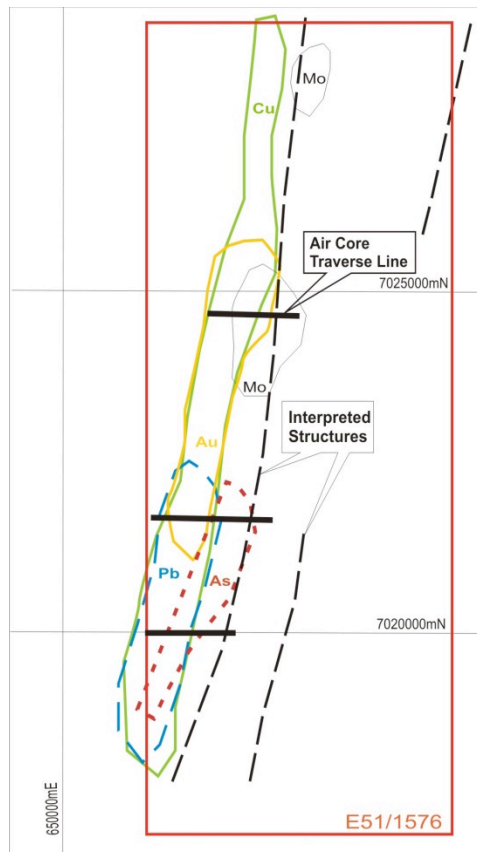 Mo
Cu
Air Core
Traverse Line
7025000mN
Mo
Interpreted
Structures
Au
Pb
As
7020000mN
650000mE
E51/1576